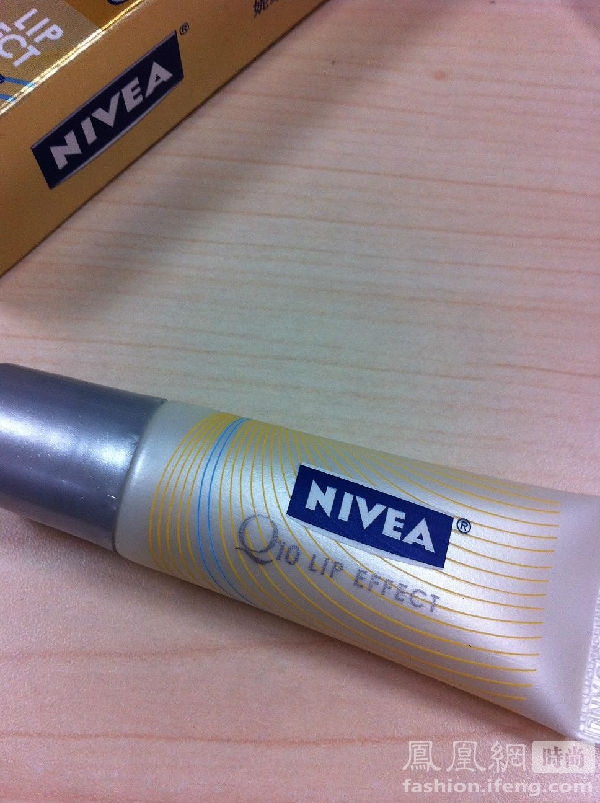 LIP
EFFECT
NIVEA
NIVEA®
Q10 LIP EFFECT
鳳凰網 時尚
fashion.ifeng.com